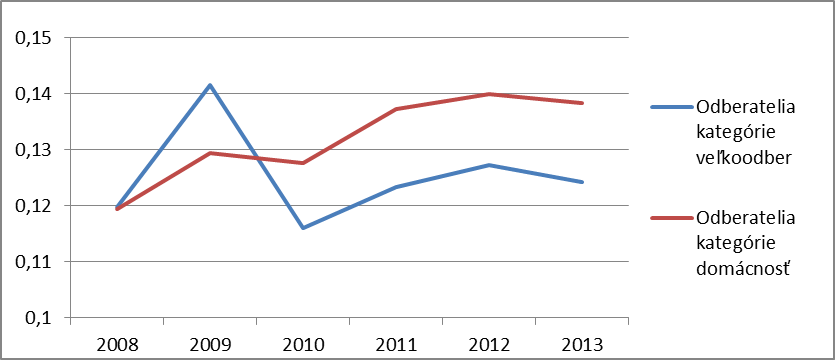 0,15
0,14
0,13
0,12
0,11
0,1
2008 2009 2010 2011 2012 2013
Odberatelia
kategórie
veľkoodber
Odberatelia
kategórie
domácnosť